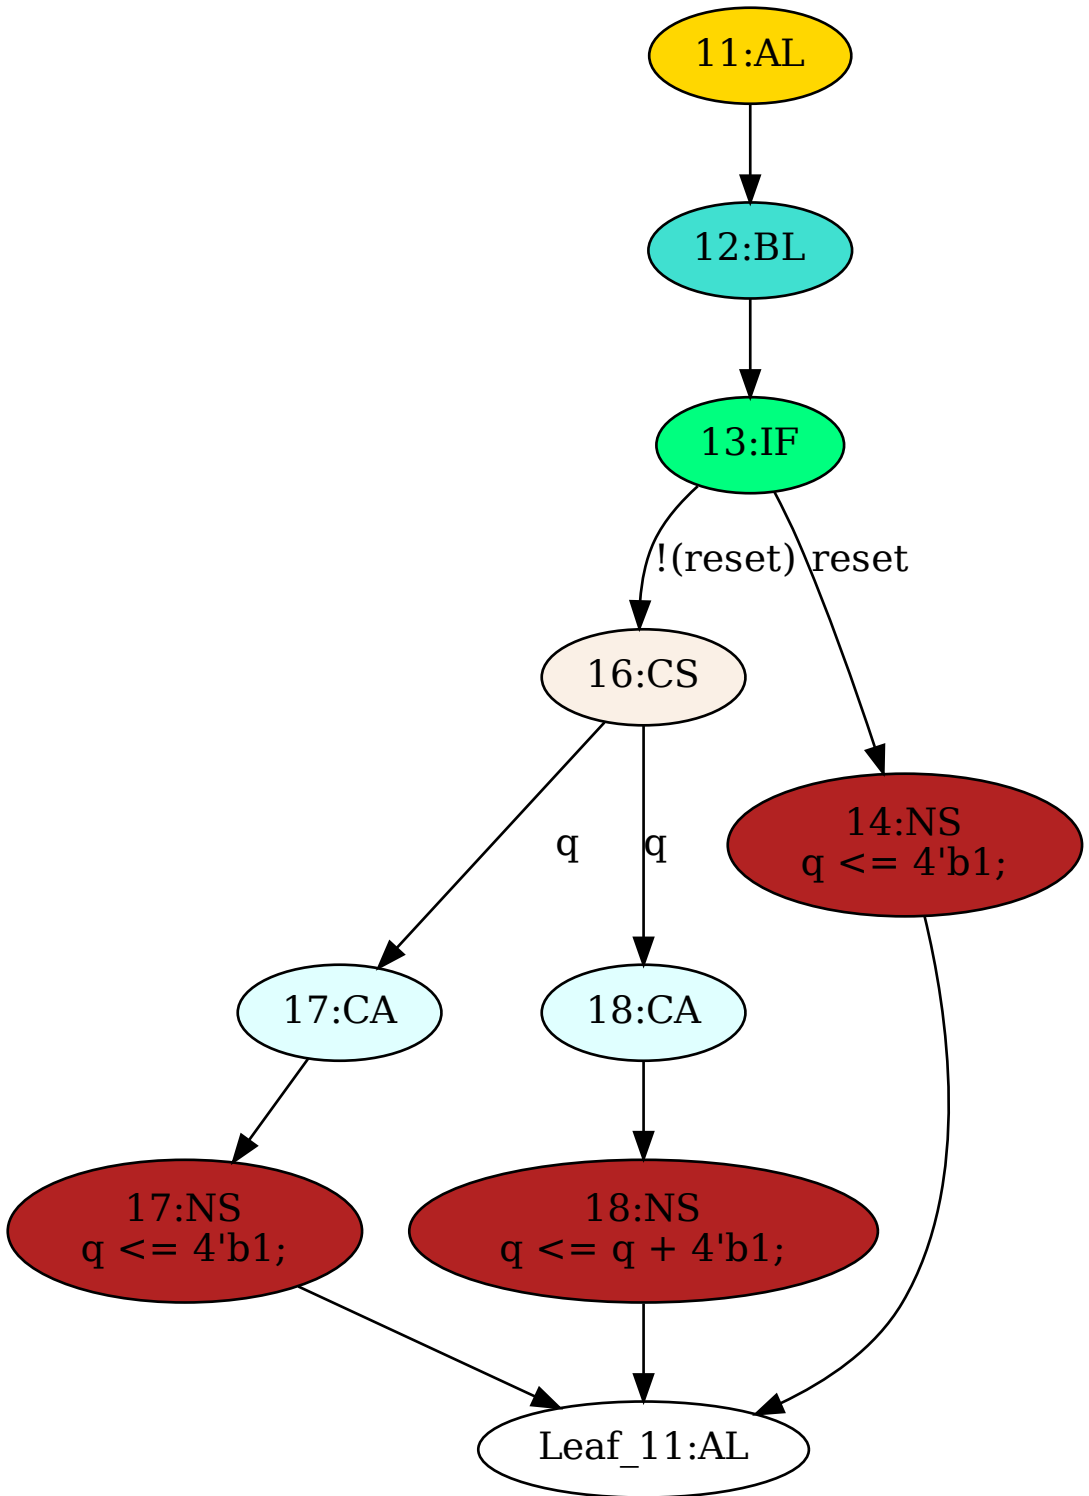 11:AL
12:BL
13:IF
!(reset)
reset
16:CS
14:NS
q <= 4'b1;
q
q
17:CA
18:CA
17:NS
q <= 4'b1;
18:NS
q <= q + 4'b1;
Leaf_11:AL